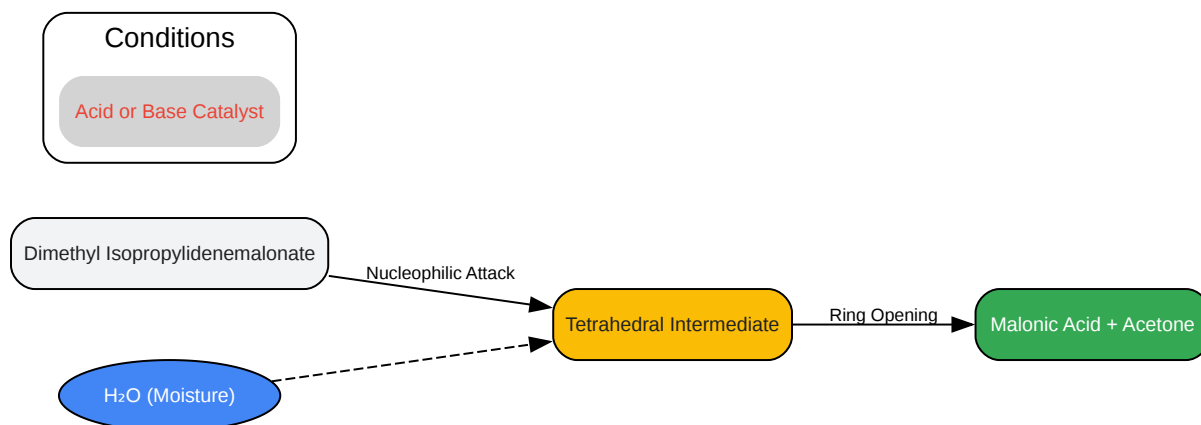 Conditions
Acid or Base Catalyst
Dimethyl Isopropylidenemalonate
Nucleophilic Attack
Tetrahedral Intermediate
Ring Opening
Malonic Acid + Acetone
H₂O (Moisture)